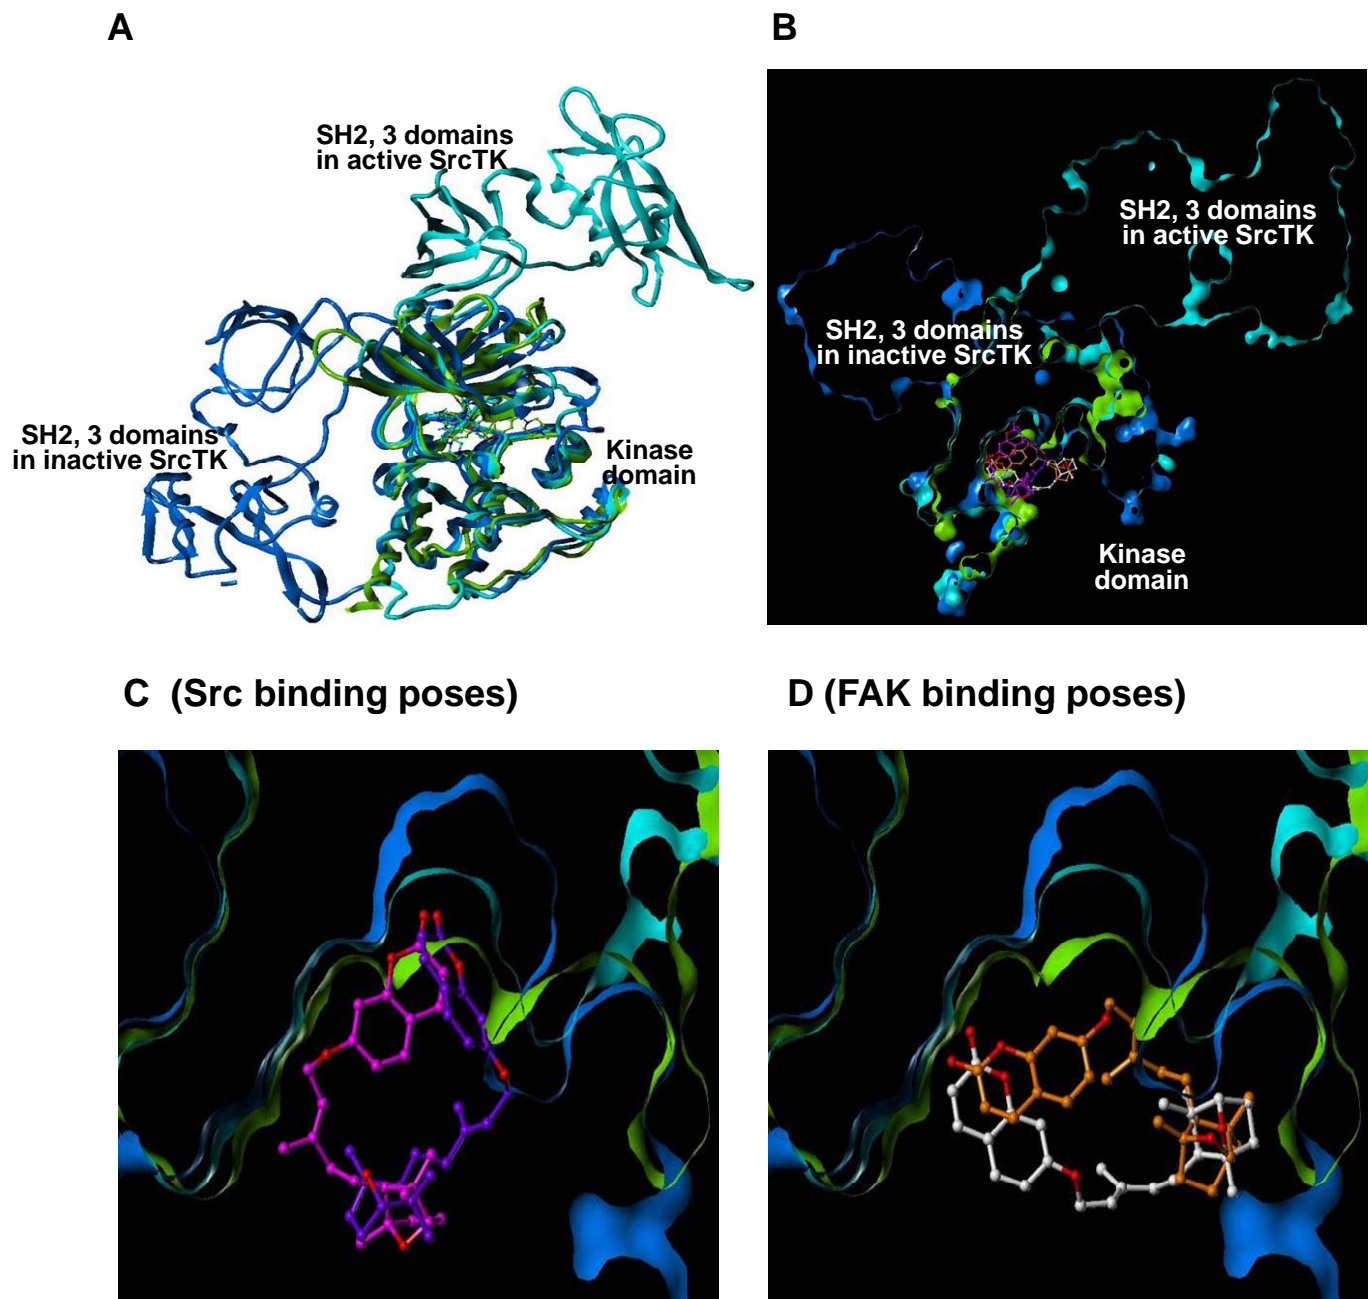 A
B
SH2, 3 domains
in active SrcTK
SH2, 3 domains
in inactive SrcTK
Kinase
domain
SH2, 3 domains
in active SrcTK
SH2, 3 domains
in inactive SrcTK
Kinase
domain
C (Src binding poses)
D (FAK binding poses)